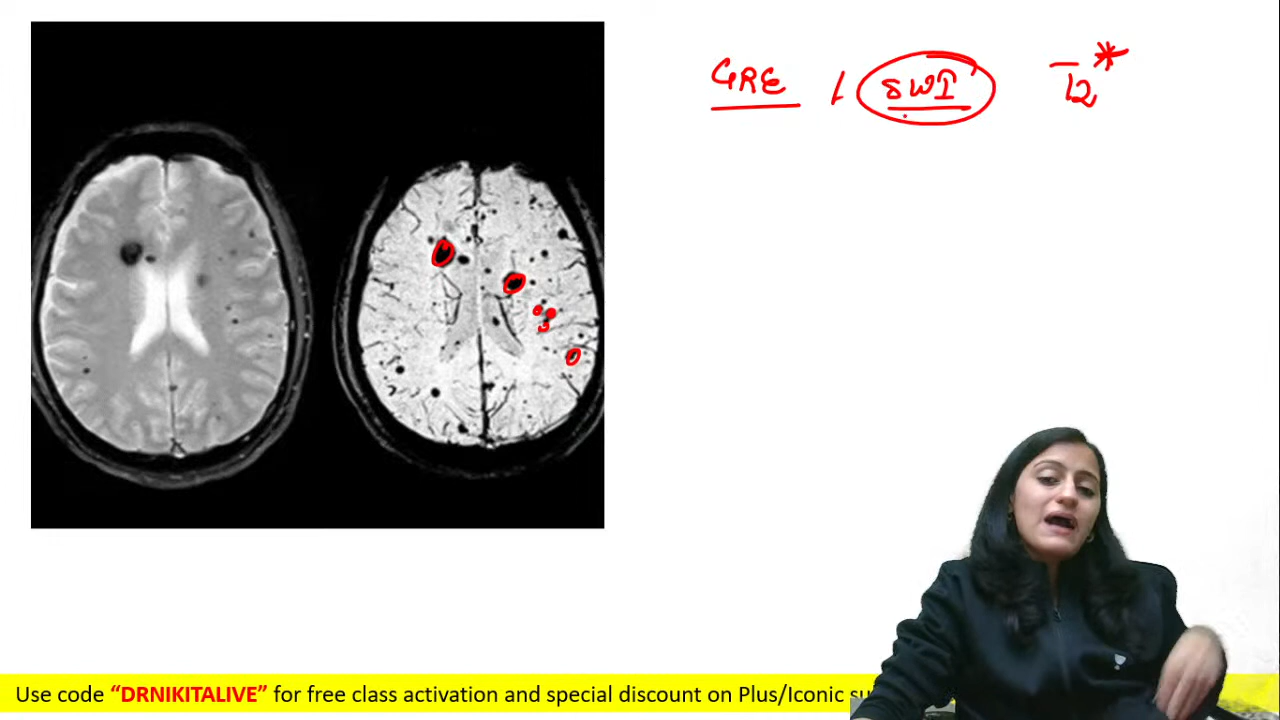 GRE / SWI T2*
Use code “DRNIKITALIVE” for free class activation and special discount on Plus/Iconic